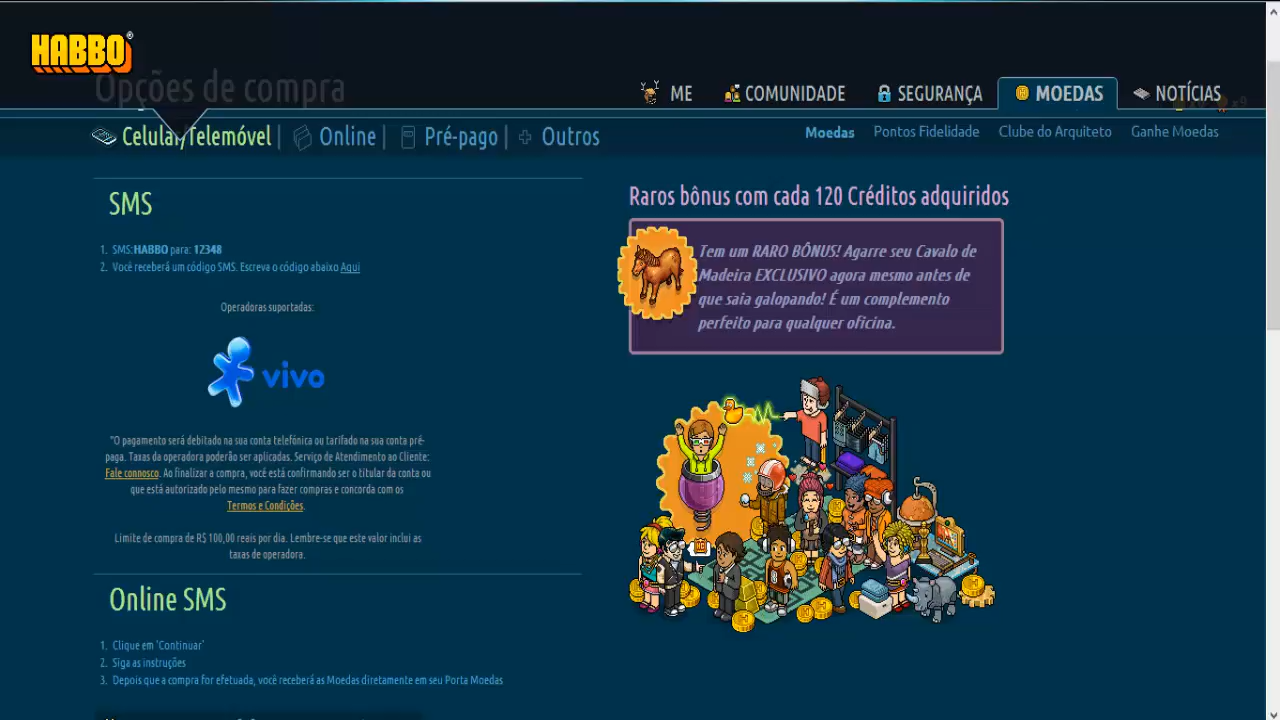 HABBO
Opções de compra
ME
COMUNIDADE
SEGURANÇA
MOEDAS
NOTÍCIAS
Celular/Telemóvel | Online | Pré-pago | Outros
Moedas
Pontos Fidelidade
Clube do Arquiteto
Ganhe Moedas
SMS
1. SMS:HABBO para: 12348
2. Você receberá um código SMS. Escreva o código abaixo Aqui
Operadoras suportadas:
vivo
"O pagamento será debitado na sua conta telefônica ou tarifado na sua conta pré-
paga. Taxas da operadora poderão ser aplicadas. Serviço de Atendimento ao Cliente:
Fale connosco. Ao finalizar a compra, você está confirmando ser o titular da conta ou
que está autorizado pelo mesmo para fazer compras e concorda com os
Termos e Condições.
Limite de compra de R$ 100,00 reais por dia. Lembre-se que este valor inclui as
taxas de operadora.
Online SMS
1. Clique em 'Continuar'
2. Siga as instruções
3. Depois que a compra for efetuada, você receberá as Moedas diretamente em seu Porta Moedas
Raros bônus com cada 120 Créditos adquiridos
Tem um RARO BÔNUS! Agarre seu Cavalo de
Madeira EXCLUSIVO agora mesmo antes de
que saia galopando! É um complemento
perfeito para qualquer oficina.